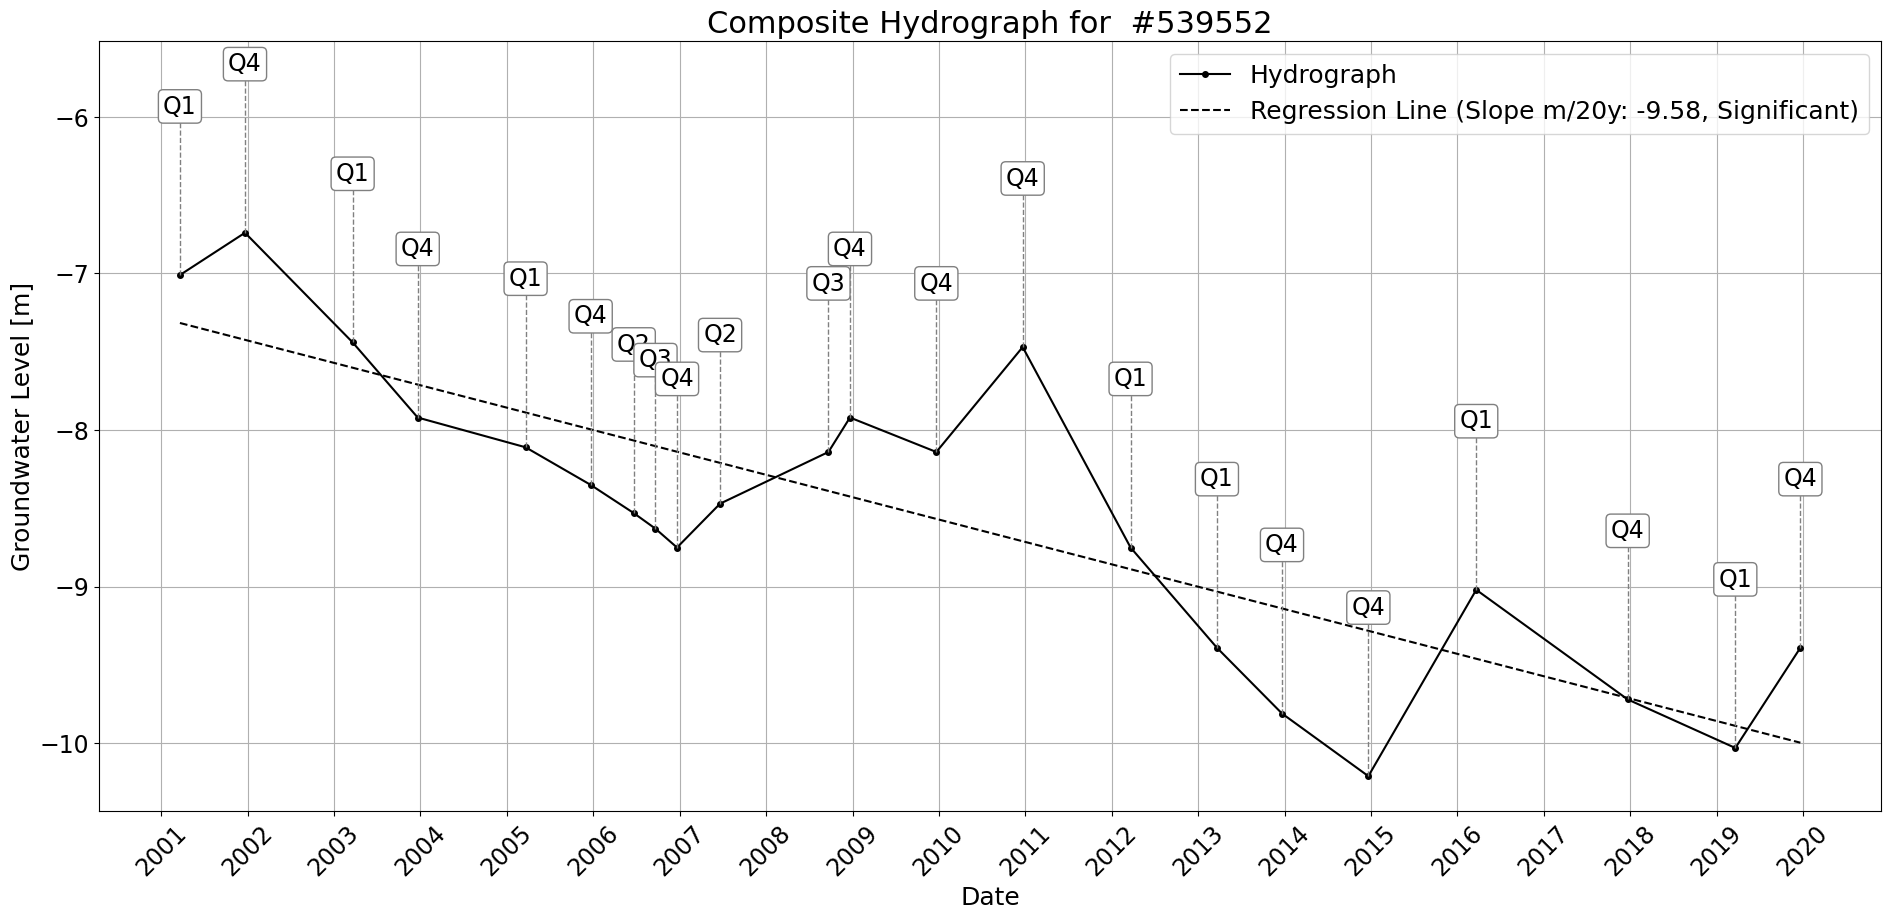 Composite Hydrograph for  #539552
Hydrograph
Regression Line (Slope m/20y: -9.58, Significant)
Groundwater Level [m]
−6
−7
−8
−9
−10
Q1
Q4
Q1
Q4
Q1
Q4
Q2
Q3
Q4
Q2
Q3
Q4
Q4
Q4
Q1
Q1
Q4
Q4
Q1
Q4
Q1
Q4
2001
2002
2003
2004
2005
2006
2007
2008
2009
2010
2011
2012
2013
2014
2015
2016
2017
2018
2019
2020
Date